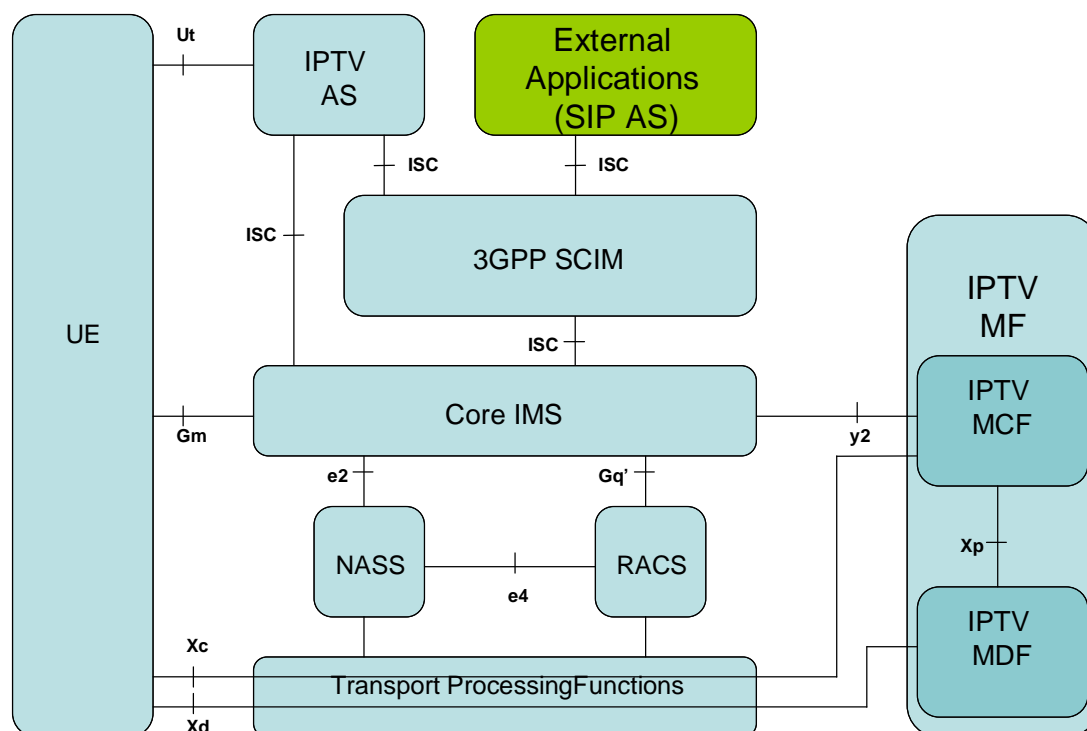 Ut
IPTV
AS
External
Applications
(SIP AS)
ISC
ISC
ISC
3GPP SCIM
IPTV
MF
UE
ISC
IPTV
MCF
Core IMS
Gm
y2
e2
Gq’
Xp
NASS
RACS
e4
IPTV
MDF
Xc
Transport ProcessingFunctions
Xd